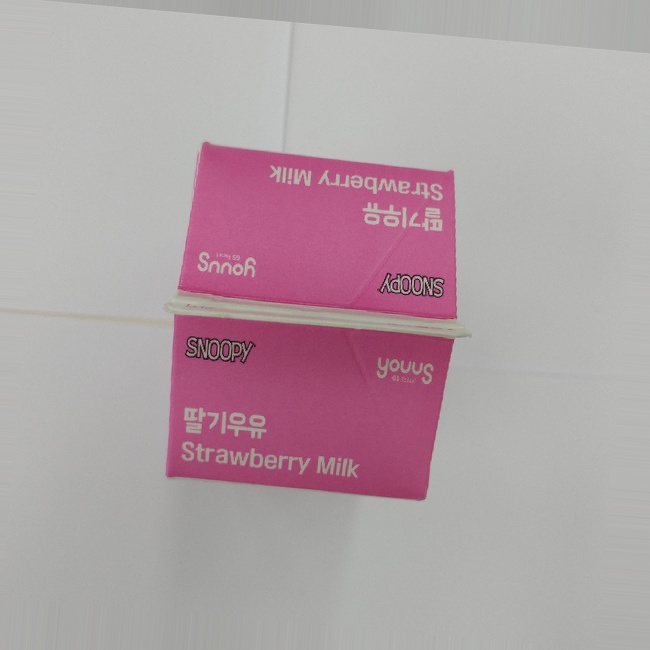 Strawberry Milk
딸기우유
SNOOPY
youus
SNOOPY
youus
딸기우유
Strawberry Milk